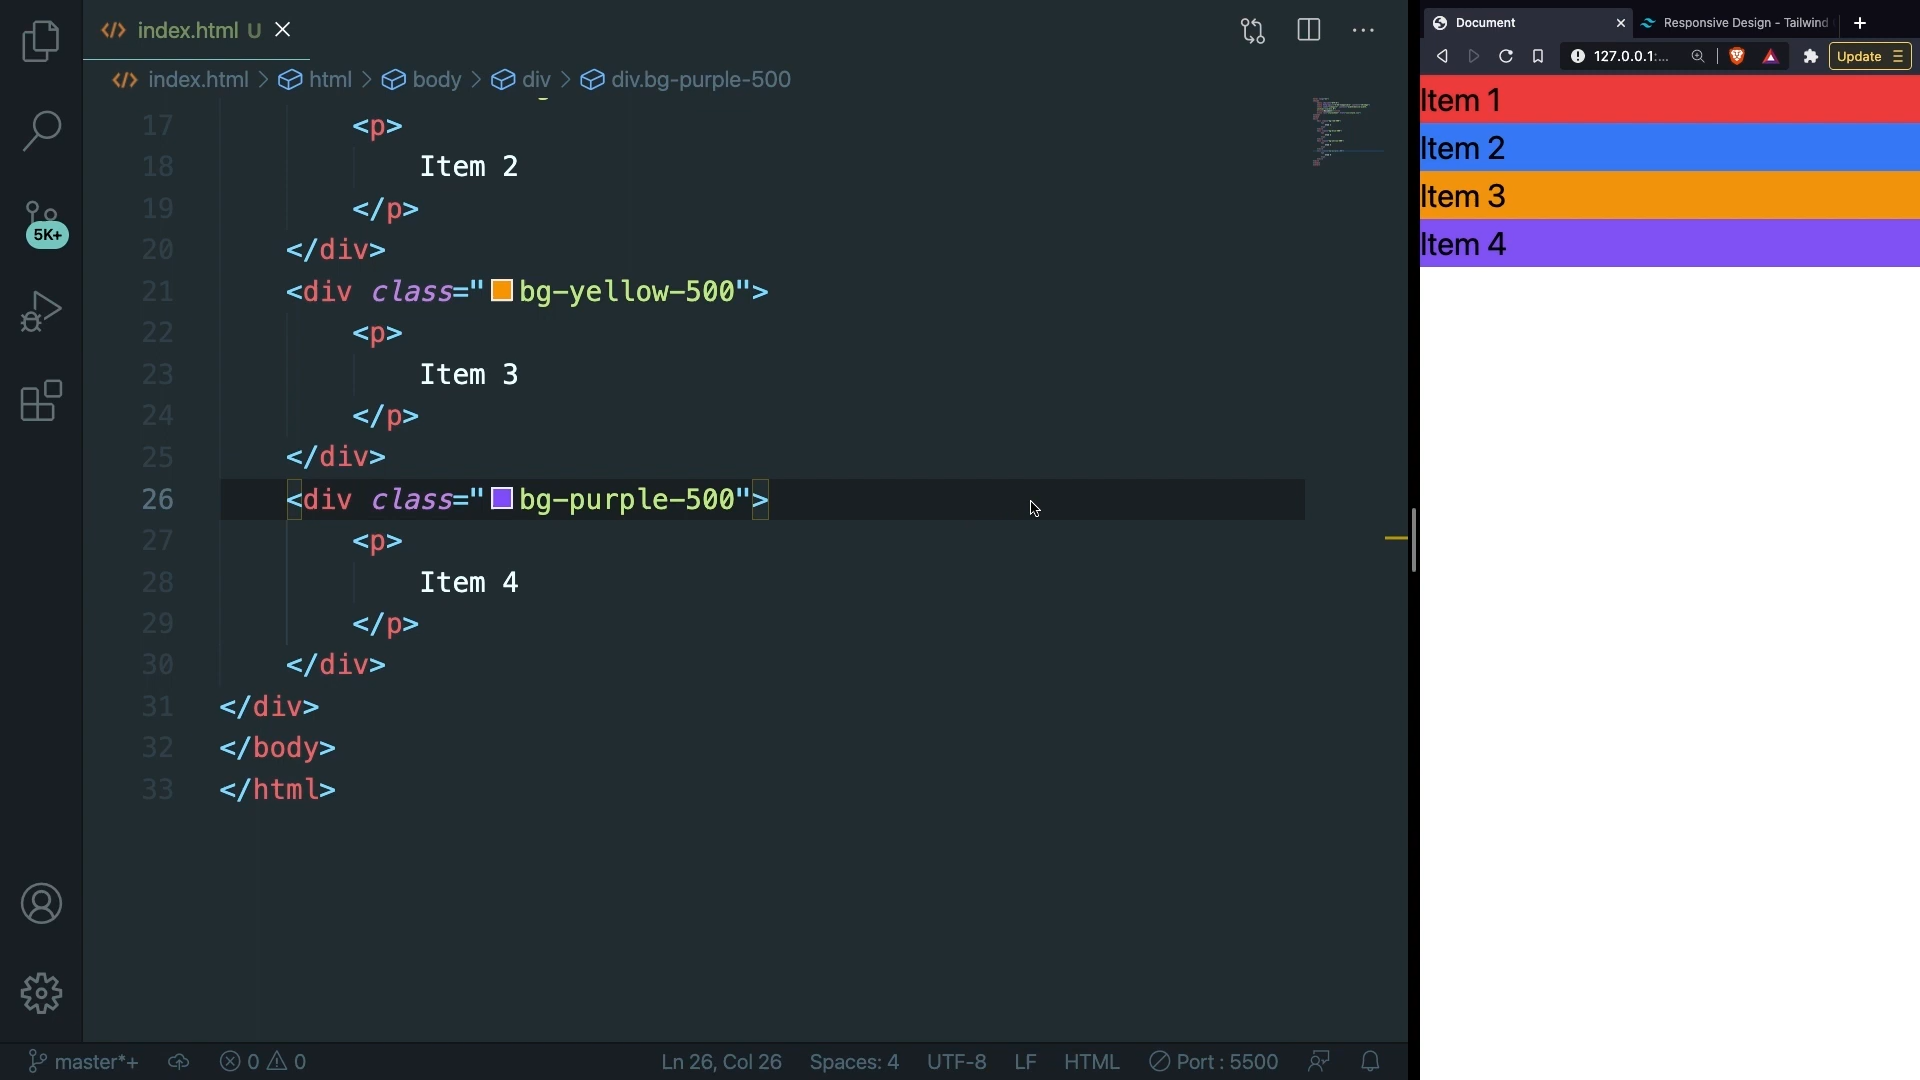 index.html U
index.html > html > body > div > div.bg-purple-500
17 <p>
18 Item 2
19 </p>
20 </div>
21 <div class="bg-yellow-500">
22 <p>
23 Item 3
24 </p>
25 </div>
26 <div class="bg-purple-500">
27 <p>
28 Item 4
29 </p>
30 </div>
31 </div>
32 </body>
33 </html>
5K+
master*+ 0 0 Ln 26, Col 26 Spaces: 4 UTF-8 LF HTML Port : 5500
Document Responsive Design - Tailwind
127.0.0.1:... Update
Item 1
Item 2
Item 3
Item 4